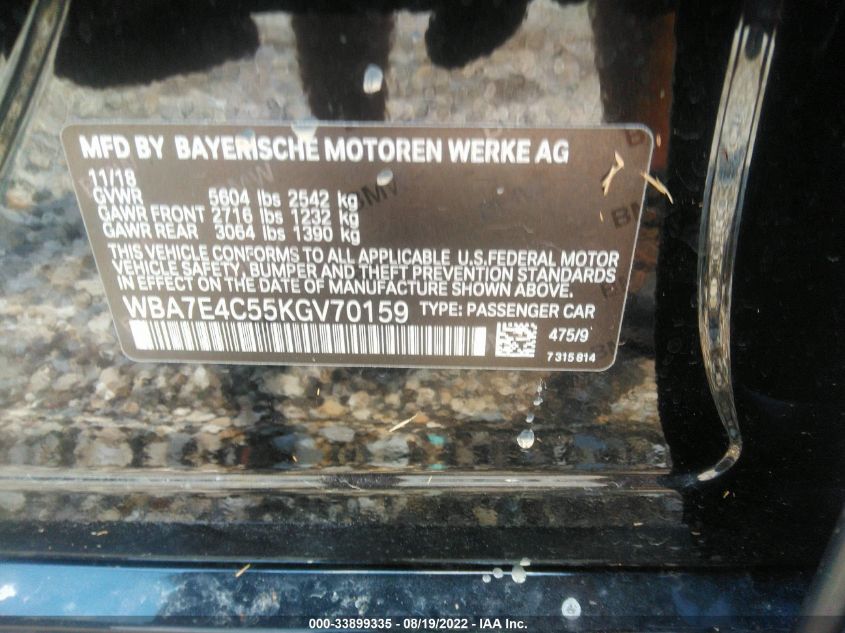 MFD BY BAYERISCHE MOTOREN WERKE AG
11/18
GVWR 5604 lbs 2542 kg
GAWR FRONT 2716 lbs 1232 kg
GAWR REAR 3064 lbs 1390 kg
THIS VEHICLE CONFORMS TO ALL APPLICABLE U.S.FEDERAL MOTOR
VEHICLE SAFETY, BUMPER AND THEFT PREVENTION STANDARDS
IN EFFECT ON THE DATE OF MANUFACTURE SHOWN ABOVE.
WBA7E4C55KGV70159 TYPE: PASSENGER CAR
475/9
7 315 814
BMW
BMW
BMW
000-33899335 - 08/19/2022 - IAA Inc.